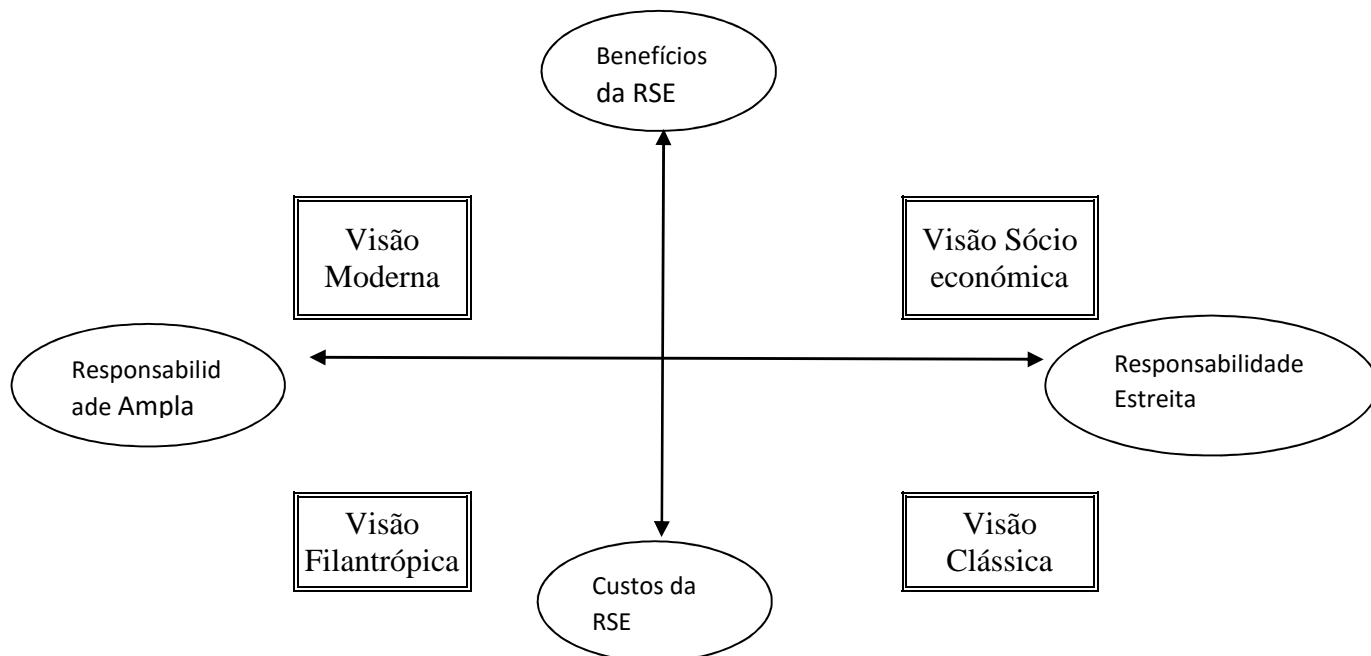 Benefícios
da RSE
Visão
Moderna
Visão Sócio
económica
Responsabilid
ade Ampla
Responsabilidade
Estreita
Visão
Filantrópica
Visão
Clássica
Custos da
RSE